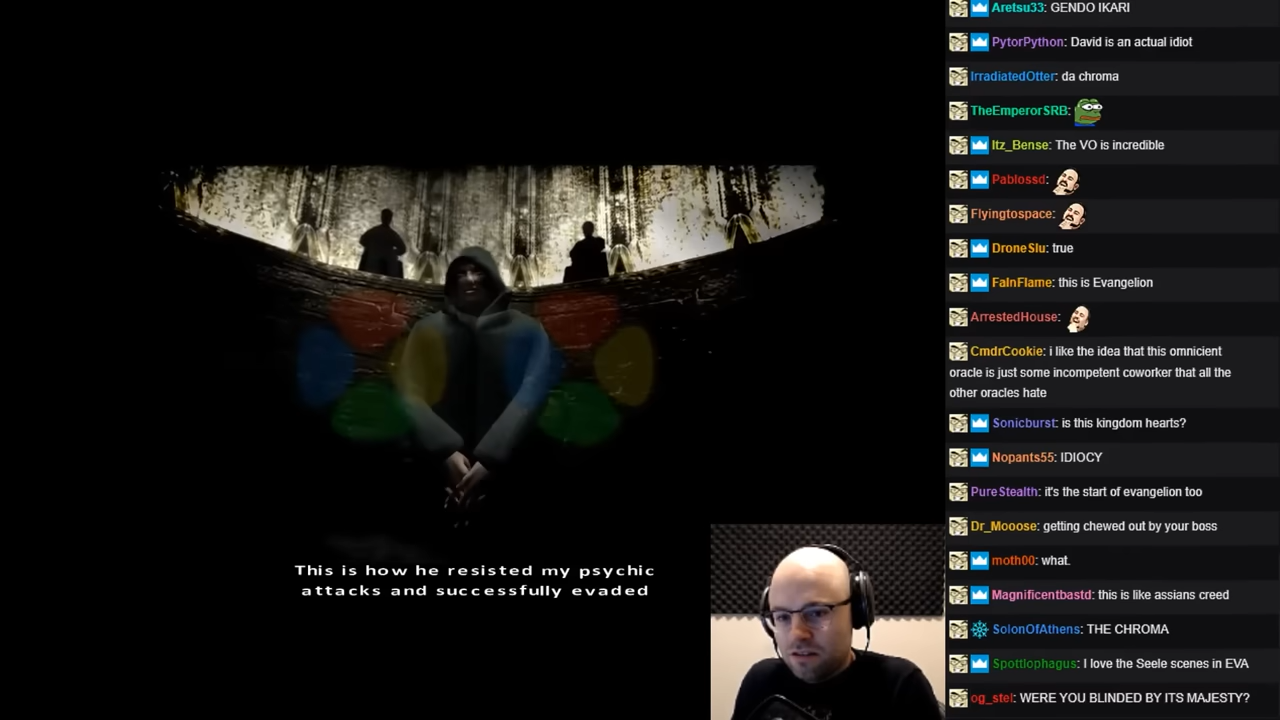 Aretsu33: GENDO IKARI
PytorPython: David is an actual idiot
IrradiatedOtter: da chroma
TheEmperorSRB:
Itz_Bense: The VO is incredible
Pablossd:
Flyingtospace:
DroneSlu: true
FalnFlame: this is Evangelion
ArrestedHouse:
CmdrCookie: i like the idea that this omnicient
oracle is just some incompetent coworker that all the
other oracles hate
Sonicburst: is this kingdom hearts?
Nopants55: IDIOCY
PureStealth: it's the start of evangelion too
Dr_Mooose: getting chewed out by your boss
moth00: what.
Magnificentbastd: this is like assians creed
SolonOfAthens: THE CHROMA
Spottlophagus: I love the Seele scenes in EVA
og_stel: WERE YOU BLINDED BY ITS MAJESTY?
This is how he resisted my psychic
attacks and successfully evaded